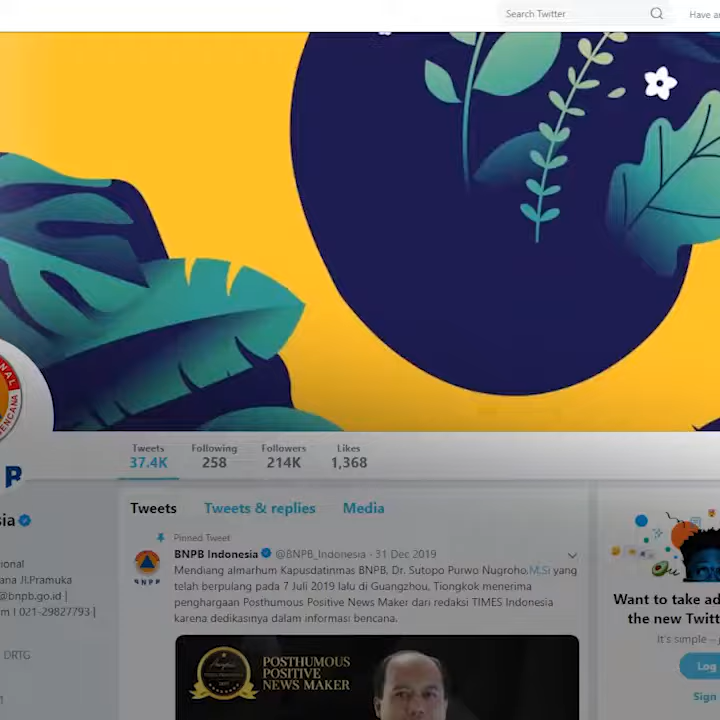 Search Twitter
Have
Tweets Following Followers Likes
37.4K 258 214K 1,368
Tweets Tweets & replies Media
Pinned Tweet
BNPB Indonesia @BNPB_Indonesia · 31 Dec 2019
Mendiang almarhum Kapusdatinmas BNPB, Dr. Sutopo Purwo Nugroho,M.Si yang
telah berpulang pada 7 Juli 2019 lalu di Guangzhou, Tiongkok menerima
penghargaan Posthumous Positive News Maker dari redaksi TIMES Indonesia
karena dedikasinya dalam informasi bencana.
BNPB
POSTHUMOUS
POSITIVE
NEWS MAKER
sia
ional
ana Jl.Pramuka
@bnpb.go.id |
m I 021-29827793 |
DRTG
NAL
ENCANA
Want to take ad
the new Twitt
It's simple –
Log
Sign